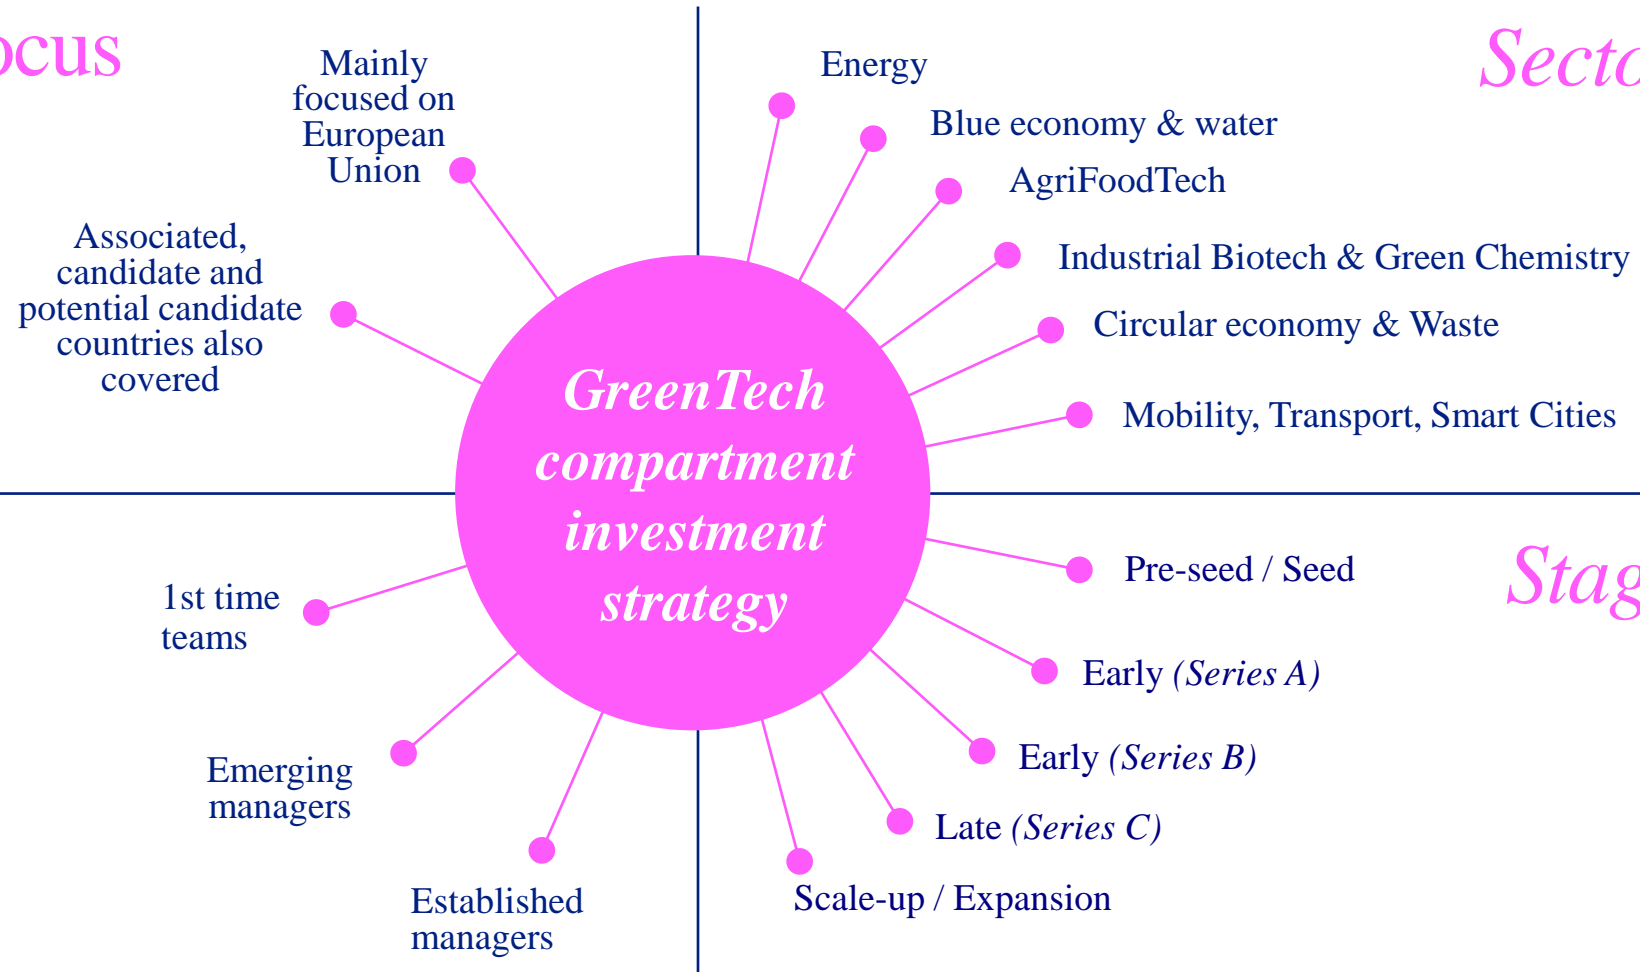 ocus
Mainly
focused on
European
Union
Associated,
candidate and
potential candidate
countries also
covered
Secto
Energy
Blue economy & water
AgriFoodTech
Industrial Biotech & Green Chemistry
Circular economy & Waste
Mobility, Transport, Smart Cities
GreenTech
compartment
investment
strategy
1st time
teams
Emerging
managers
Established
managers
Stag
Pre-seed / Seed
Early (Series A)
Early (Series B)
Late (Series C)
Scale-up / Expansion